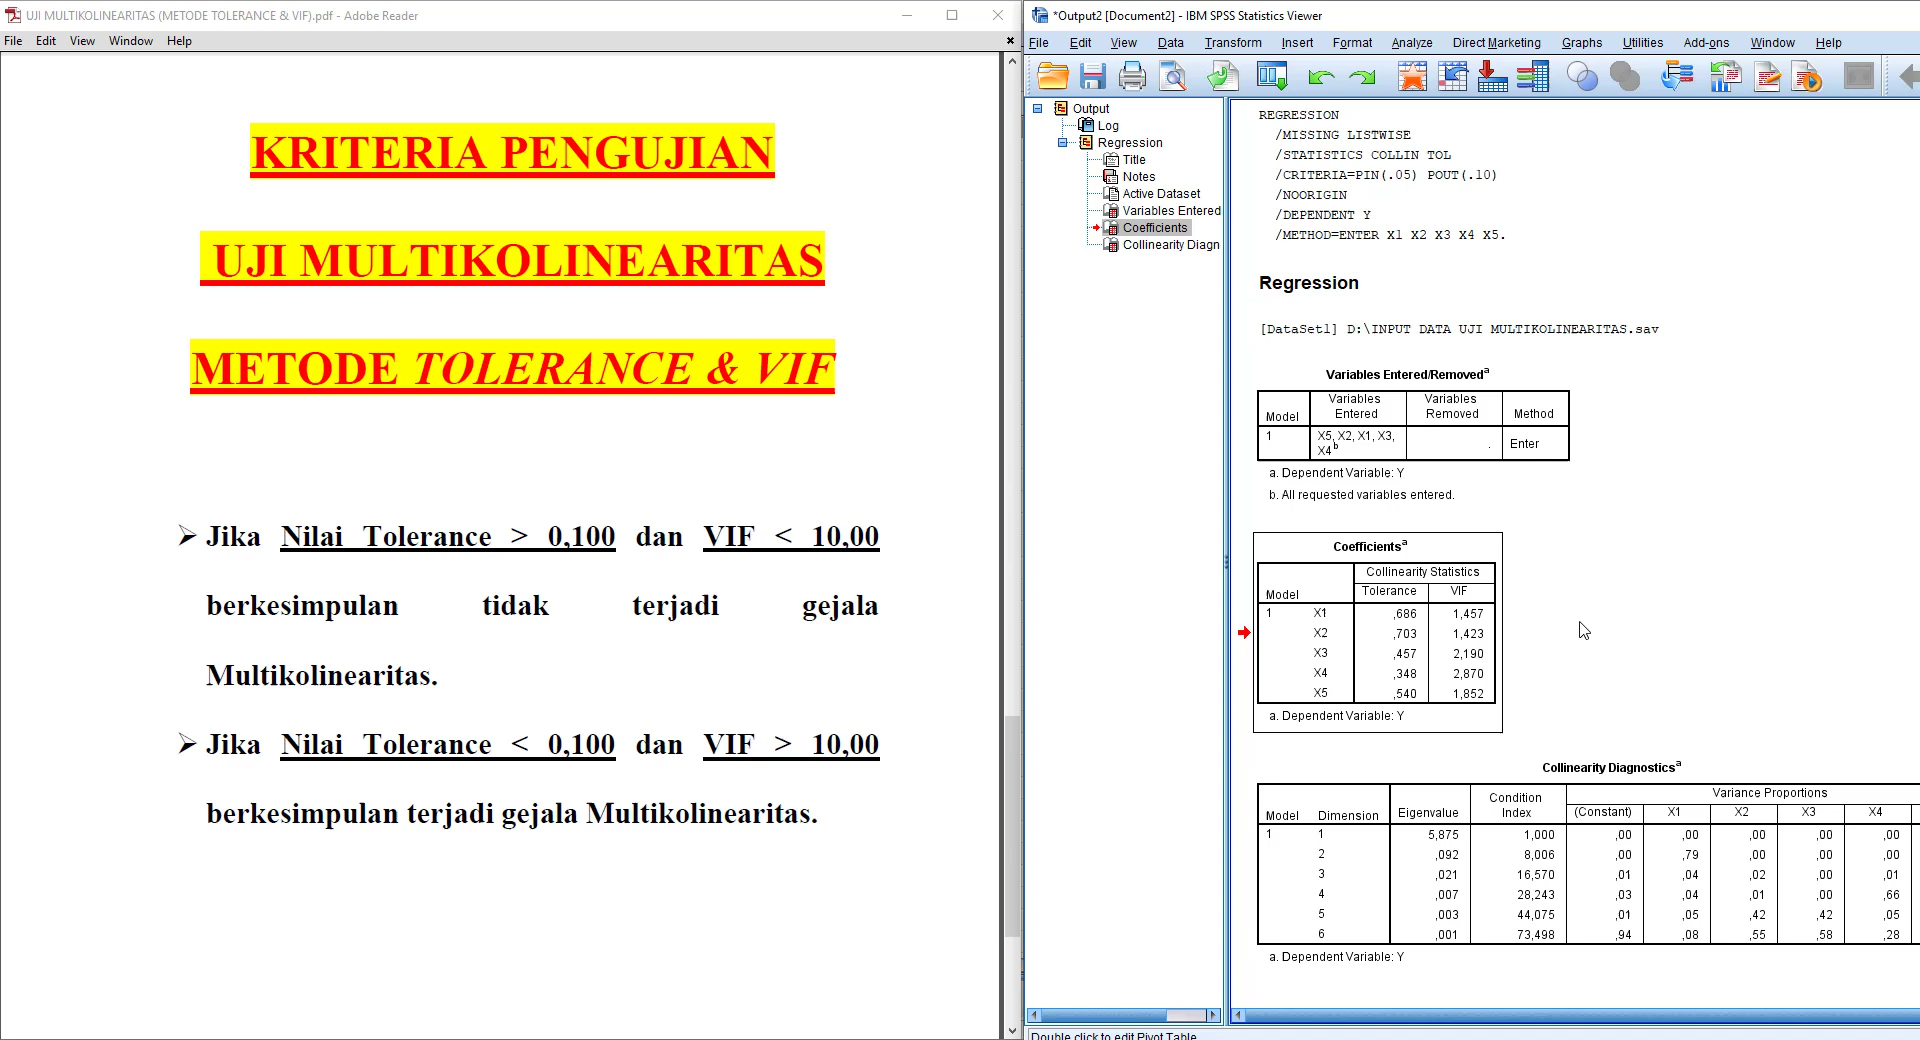 UJI MULTIKOLINEARITAS (METODE TOLERANCE & VIF).pdf - Adobe Reader
File Edit View Window Help
KRITERIA PENGUJIAN
UJI MULTIKOLINEARITAS
METODE TOLERANCE & VIF
➢ Jika Nilai Tolerance > 0,100 dan VIF < 10,00
berkesimpulan tidak terjadi gejala
Multikolinearitas.
➢ Jika Nilai Tolerance < 0,100 dan VIF > 10,00
berkesimpulan terjadi gejala Multikolinearitas.
*Output2 [Document2] - IBM SPSS Statistics Viewer
File Edit View Data Transform Insert Format Analyze Direct Marketing Graphs Utilities Add-ons Window Help
Output
Log
Regression
Title
Notes
Active Dataset
Variables Entered
Coefficients
Collinearity Diagn
REGRESSION
/MISSING LISTWISE
/STATISTICS COLLIN TOL
/CRITERIA=PIN(.05) POUT(.10)
/NOORIGIN
/DEPENDENT Y
/METHOD=ENTER X1 X2 X3 X4 X5.
Regression
[DataSet1] D:\INPUT DATA UJI MULTIKOLINEARITAS.sav
Variables Entered/Removedᵃ
Model Variables Entered Variables Removed Method
1 X5, X2, X1, X3, X4ᵇ . Enter
a. Dependent Variable: Y
b. All requested variables entered.
Coefficientsᵃ
Collinearity Statistics
Model Tolerance VIF
1 X1 ,686 1,457
X2 ,703 1,423
X3 ,457 2,190
X4 ,348 2,870
X5 ,540 1,852
a. Dependent Variable: Y
Collinearity Diagnosticsᵃ
Variance Proportions
Model Dimension Eigenvalue Condition Index (Constant) X1 X2 X3 X4
1 1 5,875 1,000 ,00 ,00 ,00 ,00 ,00
2 ,092 8,006 ,00 ,79 ,00 ,00 ,00
3 ,021 16,570 ,01 ,04 ,02 ,00 ,01
4 ,007 28,243 ,03 ,04 ,01 ,00 ,66
5 ,003 44,075 ,01 ,05 ,42 ,42 ,05
6 ,001 73,498 ,94 ,08 ,55 ,58 ,28
a. Dependent Variable: Y
Double click to edit Pivot Table